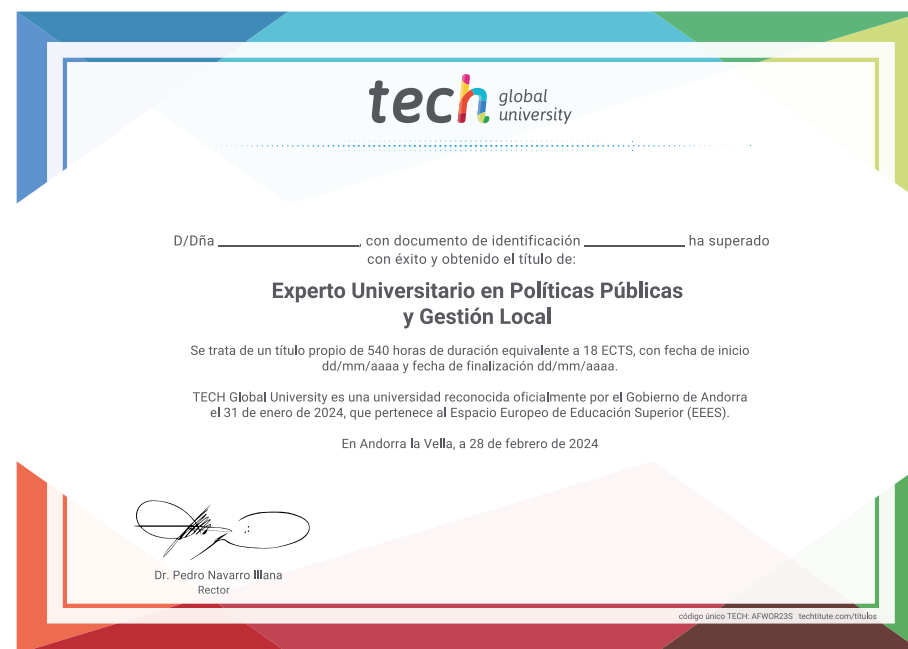 tech global university
D/Dña ____________________, con documento de identificación ______________ ha superado
con éxito y obtenido el título de:
Experto Universitario en Políticas Públicas
y Gestión Local
Se trata de un título propio de 540 horas de duración equivalente a 18 ECTS, con fecha de inicio
dd/mm/aaaa y fecha de finalización dd/mm/aaaa.
TECH Global University es una universidad reconocida oficialmente por el Gobierno de Andorra
el 31 de enero de 2024, que pertenece al Espacio Europeo de Educación Superior (EEES).
En Andorra la Vella, a 28 de febrero de 2024
Dr. Pedro Navarro Illana
Rector
código único TECH: AFWOR23S techtitute.com/titulos